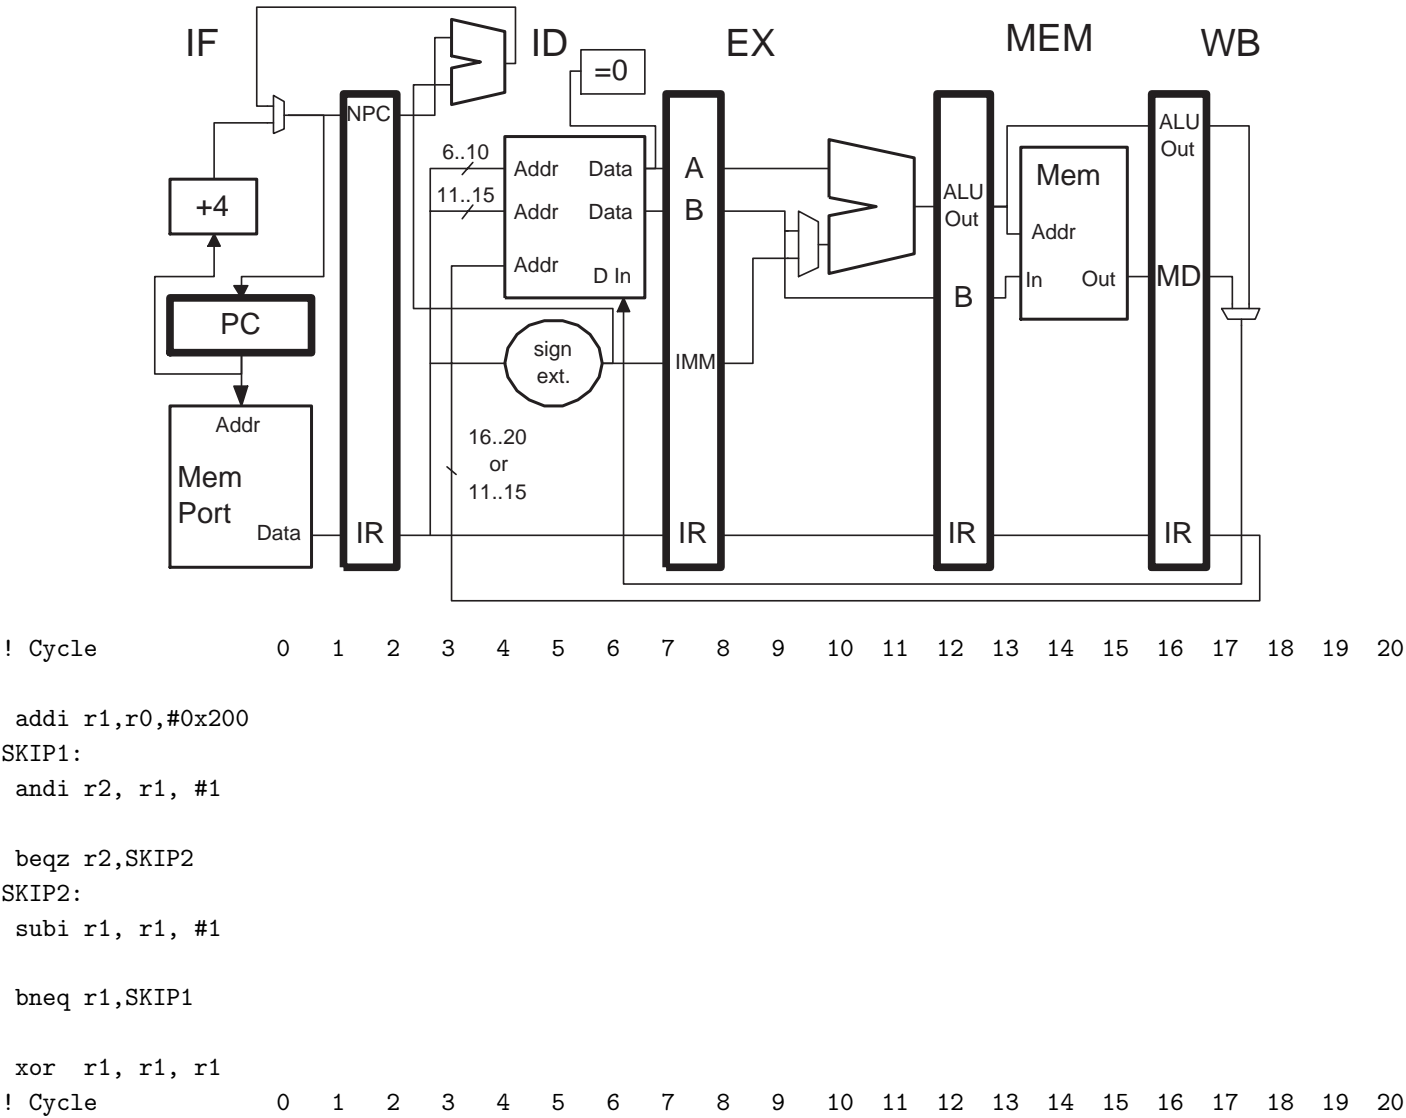 IF
ID
EX
MEM
WB
=0
NPC
ALU
Out
6..10
Addr
Data
A
Mem
11..15
Addr
Data
B
ALU
Out
+4
Addr
Addr
D In
In
Out
MD
B
PC
sign
ext.
IMM
Addr
16..20
or
11..15
Mem
Port
Data
IR
IR
IR
IR
! Cycle 0 1 2 3 4 5 6 7 8 9 10 11 12 13 14 15 16 17 18 19 20
addi r1,r0,#0x200
SKIP1:
andi r2, r1, #1
beqz r2,SKIP2
SKIP2:
subi r1, r1, #1
bneq r1,SKIP1
xor r1, r1, r1
! Cycle 0 1 2 3 4 5 6 7 8 9 10 11 12 13 14 15 16 17 18 19 20